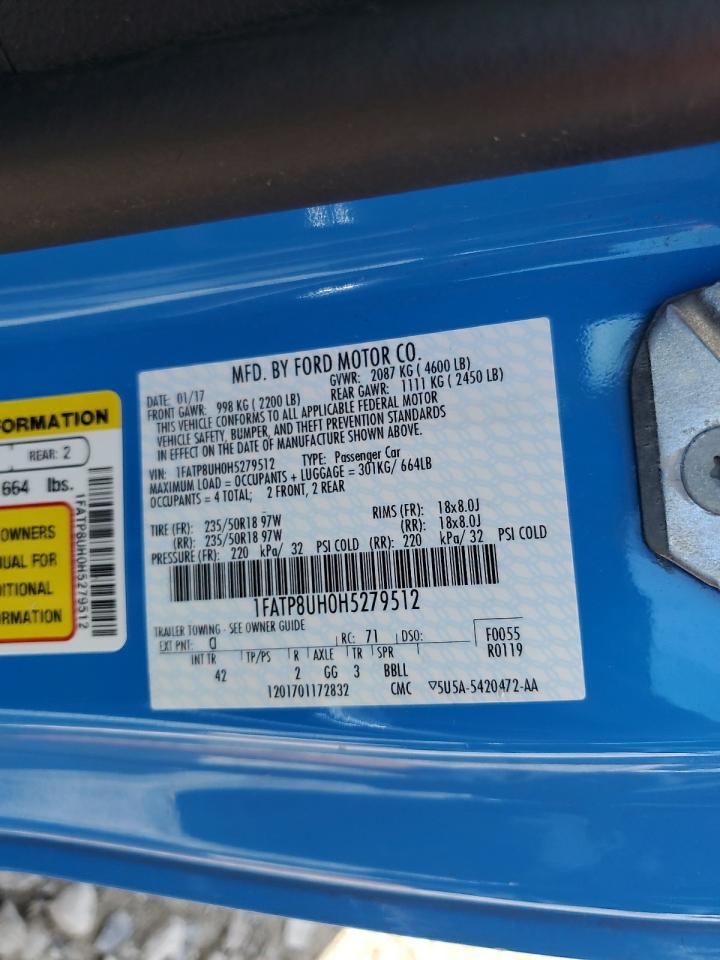 MFD. BY FORD MOTOR CO.
DATE: 01/17 GVWR: 2087 KG ( 4600 LB)
FRONT GAWR: 998 KG ( 2200 LB) REAR GAWR: 1111 KG ( 2450 LB)
THIS VEHICLE CONFORMS TO ALL APPLICABLE FEDERAL MOTOR
VEHICLE SAFETY, BUMPER, AND THEFT PREVENTION STANDARDS
IN EFFECT ON THE DATE OF MANUFACTURE SHOWN ABOVE.
VIN: 1FATP8UH0H5279512 TYPE: Passenger Car
MAXIMUM LOAD = OCCUPANTS + LUGGAGE = 301KG/ 664LB
OCCUPANTS = 4 TOTAL; 2 FRONT, 2 REAR
TIRE (FR): 235/50R18 97W RIMS (FR): 18x8.0J
(RR): 235/50R18 97W (RR): 18x8.0J
PRESSURE (FR): 220 kPa/ 32 PSI COLD (RR): 220 kPa/ 32 PSI COLD
1FATP8UH0H5279512
TRAILER TOWING - SEE OWNER GUDE
EXT PNT: CI RC: 71 DSO: F0055
INT TR TP/PS R AXLE TR SPR R0119
42 2 GG 3 BBLL
1201701172832 CMC ▽5U5A-5420472-AA
FORMATION
REAR: 2
664 lbs.
OWNERS
NUAL FOR
DITIONAL
RMATION
1FATP8UH0H5279512